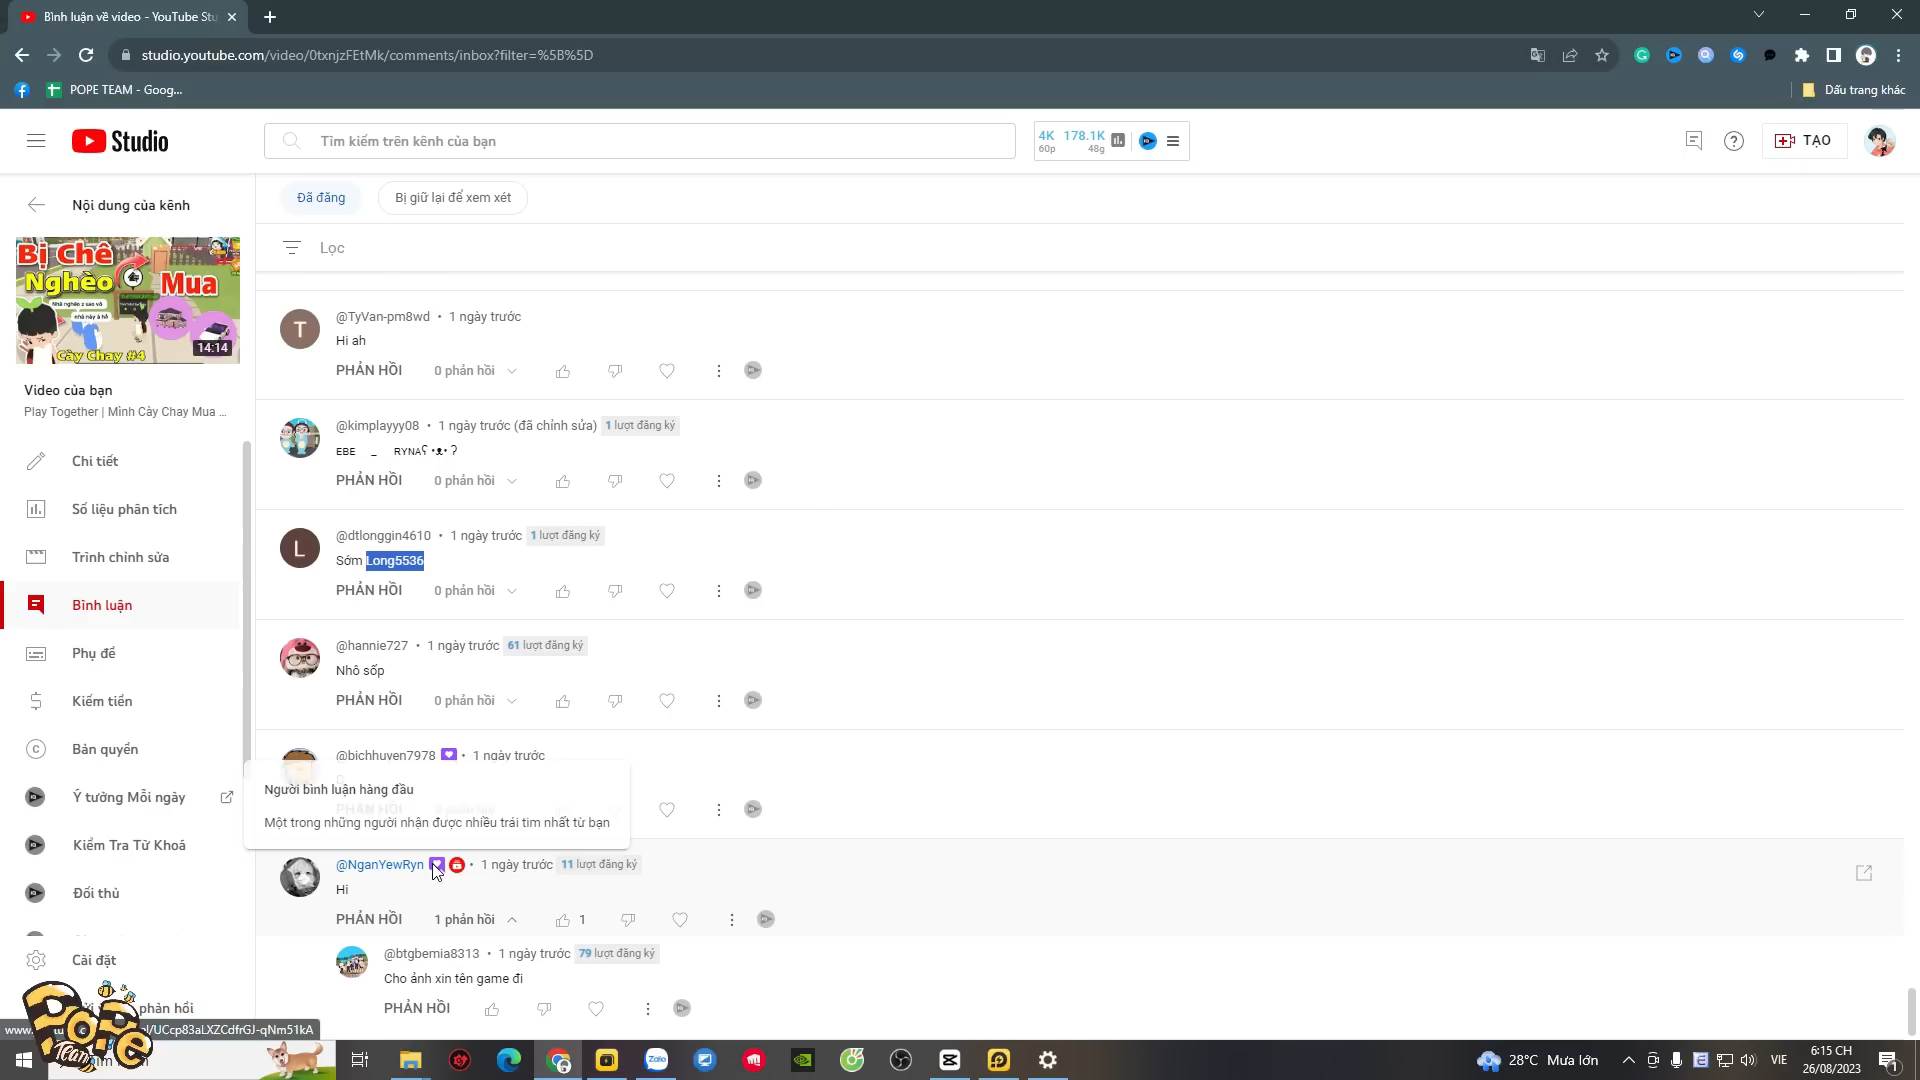 Bình luận về video - YouTube Stu
studio.youtube.com/video/0txnjzFEtMk/comments/inbox?filter=%5B%5D
POPE TEAM - Goog...
Dấu trang khác
Studio
Tìm kiếm trên kênh của bạn
4K 178.1K
60p 48g
TẠO
Nội dung của kênh
Đã đăng
Bị giữ lại để xem xét
Lọc
Bị Chê
Nghèo
Mua
Cày Chay #4
14:14
Video của bạn
Play Together | Mình Cày Chay Mua ...
Chi tiết
Số liệu phân tích
Trình chỉnh sửa
Bình luận
Phụ đề
Kiếm tiền
Bản quyền
Ý tưởng Mỗi ngày
Kiểm Tra Từ Khoá
Đối thủ
Cài đặt
phản hồi
T
@TyVan-pm8wd • 1 ngày trước
Hi ah
PHẢN HỒI 0 phản hồi
@kimplayyy08 • 1 ngày trước (đã chỉnh sửa) 1 lượt đăng ký
ᴇʙᴇ _ ʀʏɴᴀʕ •ᴥ• ʔ
PHẢN HỒI 0 phản hồi
L
@dtlonggin4610 • 1 ngày trước 1 lượt đăng ký
Sớm Long5536
PHẢN HỒI 0 phản hồi
@hannie727 • 1 ngày trước 61 lượt đăng ký
Nhô sốp
PHẢN HỒI 0 phản hồi
@bichhuyen7978 • 1 ngày trước
Người bình luận hàng đầu
Một trong những người nhận được nhiều trái tim nhất từ bạn
@NganYewRyn • 1 ngày trước 11 lượt đăng ký
Hi
PHẢN HỒI 1 phản hồi 1
@btgbemia8313 • 1 ngày trước 79 lượt đăng ký
Cho ảnh xin tên game đi
PHẢN HỒI
PoPe
Team
www.
/UCcp83aLXZCdfrGJ-qNm51kA
Zalo
28°C Mưa lớn
VIE
6:15 CH
26/08/2023
1